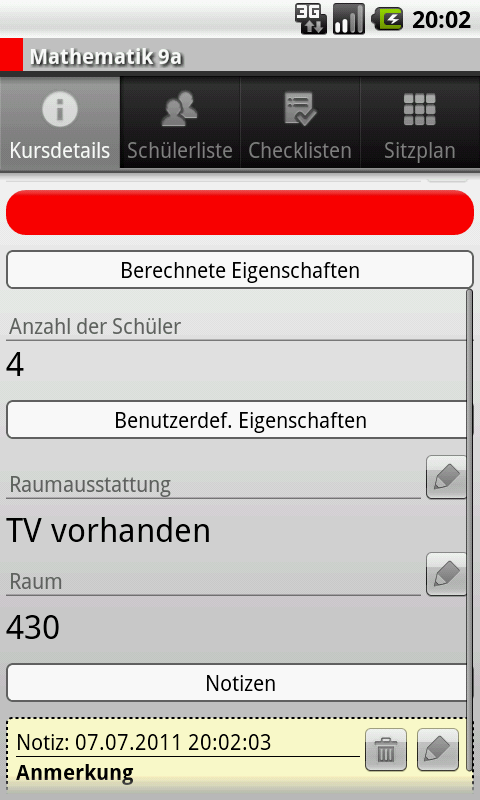 3G
20:02
Mathematik 9a
Kursdetails
Schülerliste
Checklisten
Sitzplan
Berechnete Eigenschaften
Anzahl der Schüler
4
Benutzerdef. Eigenschaften
Raumausstattung
TV vorhanden
Raum
430
Notizen
Notiz: 07.07.2011 20:02:03
Anmerkung